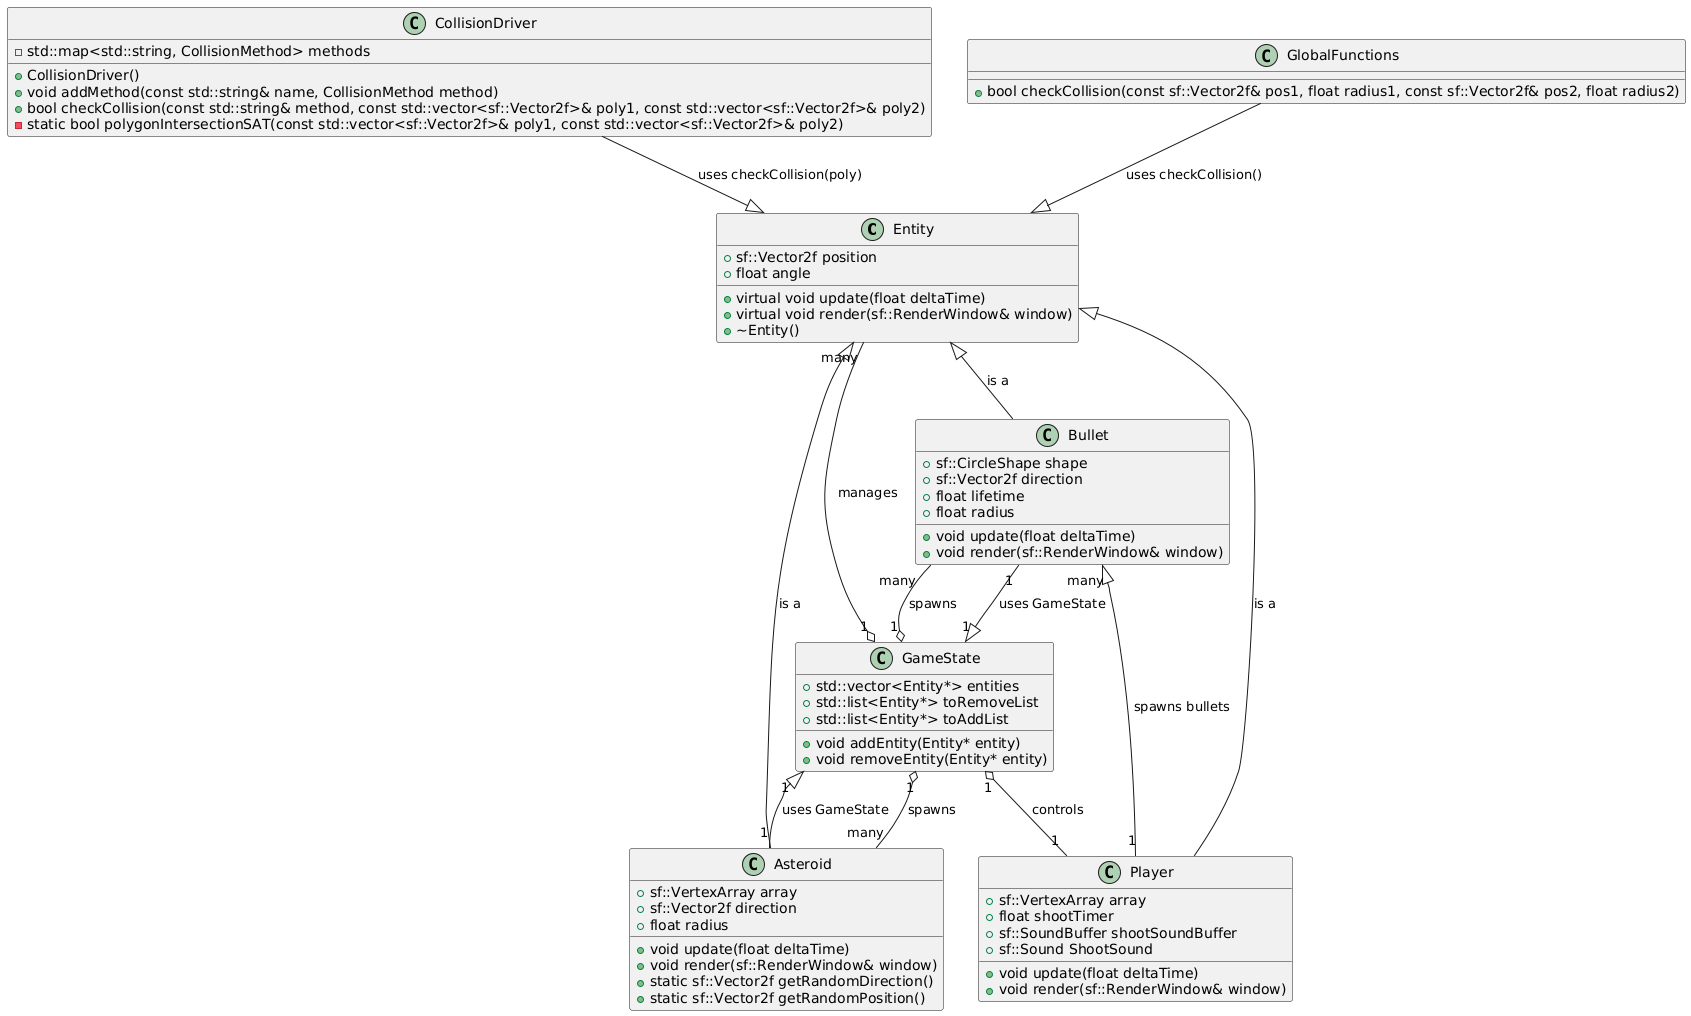 C CollisionDriver
std::map<std::string, CollisionMethod> methods
CollisionDriver()
void addMethod(const std::string& name, CollisionMethod method)
bool checkCollision(const std::string& method, const std::vector<sf::Vector2f>& poly1, const std::vector<sf::Vector2f>& poly2)
static bool polygonIntersectionSAT(const std::vector<sf::Vector2f>& poly1, const std::vector<sf::Vector2f>& poly2)
C GlobalFunctions
bool checkCollision(const sf::Vector2f& pos1, float radius1, const sf::Vector2f& pos2, float radius2)
uses checkCollision(poly)
uses checkCollision()
C Entity
sf::Vector2f position
float angle
virtual void update(float deltaTime)
virtual void render(sf::RenderWindow& window)
~Entity()
many
is a
C Bullet
sf::CircleShape shape
sf::Vector2f direction
float lifetime
float radius
void update(float deltaTime)
void render(sf::RenderWindow& window)
manages
many
1
many
is a
spawns
uses GameState
is a
1
1
1
C GameState
std::vector<Entity*> entities
std::list<Entity*> toRemoveList
std::list<Entity*> toAddList
void addEntity(Entity* entity)
void removeEntity(Entity* entity)
spawns bullets
1
1
1
uses GameState
spawns
controls
1
many
1
1
C Asteroid
sf::VertexArray array
sf::Vector2f direction
float radius
void update(float deltaTime)
void render(sf::RenderWindow& window)
static sf::Vector2f getRandomDirection()
static sf::Vector2f getRandomPosition()
C Player
sf::VertexArray array
float shootTimer
sf::SoundBuffer shootSoundBuffer
sf::Sound ShootSound
void update(float deltaTime)
void render(sf::RenderWindow& window)